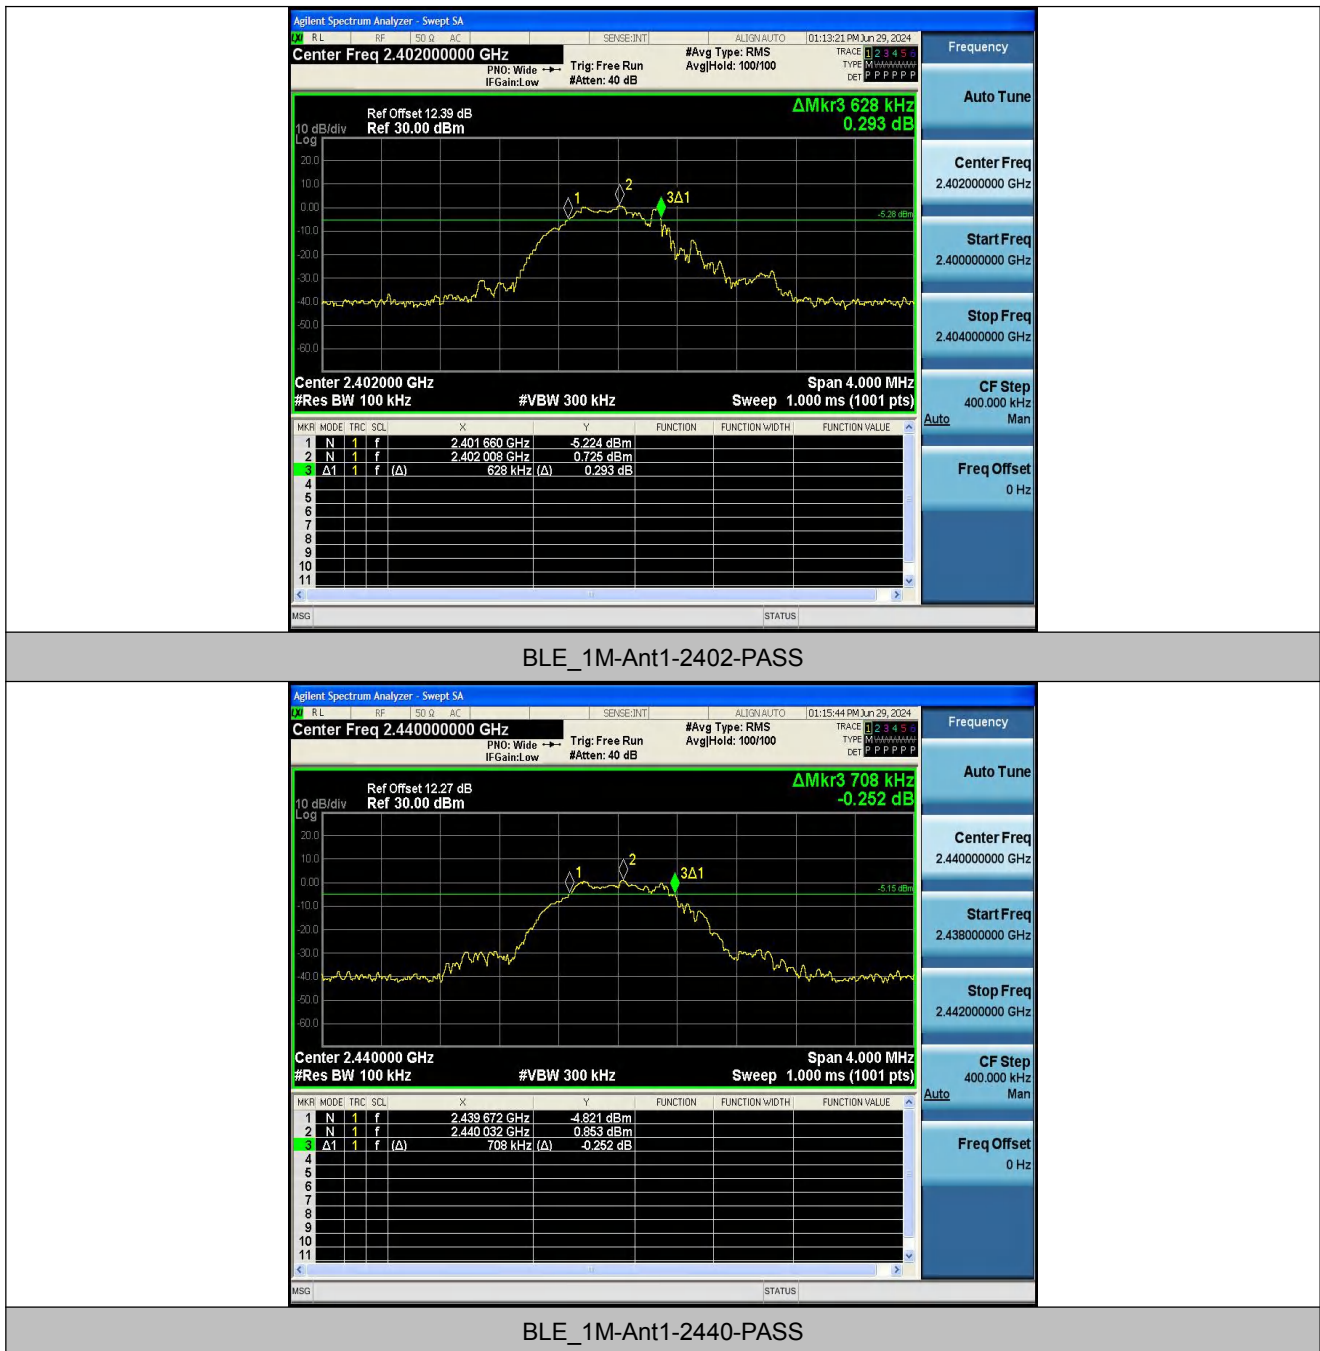 Agilent Spectrum Analyzer - Swept SA
LXI RL RF 50 Ω AC SENSE:INT ALIGNAUTO 01:13:21 PM Jun 29, 2024
Center Freq 2.402000000 GHz
PNO: Wide
IFGain:Low
Trig: Free Run
#Atten: 40 dB
#Avg Type: RMS
Avg|Hold: 100/100
TRACE 1 2 3 4 5 6
TYPE M
DET P P P P P P
Frequency
Auto Tune
ΔMkr3 628 kHz
0.293 dB
Ref Offset 12.39 dB
10 dB/div Ref 30.00 dBm
Log
20.0
10.0
0.00
-10.0
-20.0
-30.0
-40.0
-50.0
-60.0
1
2
3Δ1
-5.28 dBm
Center 2.402000 GHz Span 4.000 MHz
#Res BW 100 kHz #VBW 300 kHz Sweep 1.000 ms (1001 pts)
Center Freq
2.402000000 GHz
Start Freq
2.400000000 GHz
Stop Freq
2.404000000 GHz
CF Step
400.000 kHz
Auto Man
Freq Offset
0 Hz
MKR MODE TRC SCL X Y FUNCTION FUNCTION WIDTH FUNCTION VALUE
1 N 1 f 2.401 660 GHz -5.224 dBm
2 N 1 f 2.402 008 GHz 0.725 dBm
3 Δ1 1 f (Δ) 628 kHz (Δ) 0.293 dB
4
5
6
7
8
9
10
11
MSG STATUS
BLE_1M-Ant1-2402-PASS
Agilent Spectrum Analyzer - Swept SA
LXI RL RF 50 Ω AC SENSE:INT ALIGNAUTO 01:15:44 PM Jun 29, 2024
Center Freq 2.440000000 GHz
PNO: Wide
IFGain:Low
Trig: Free Run
#Atten: 40 dB
#Avg Type: RMS
Avg|Hold: 100/100
TRACE 1 2 3 4 5 6
TYPE M
DET P P P P P P
Frequency
Auto Tune
ΔMkr3 708 kHz
-0.252 dB
Ref Offset 12.27 dB
10 dB/div Ref 30.00 dBm
Log
20.0
10.0
0.00
-10.0
-20.0
-30.0
-40.0
-50.0
-60.0
1
2
3Δ1
-5.15 dBm
Center 2.440000 GHz Span 4.000 MHz
#Res BW 100 kHz #VBW 300 kHz Sweep 1.000 ms (1001 pts)
Center Freq
2.440000000 GHz
Start Freq
2.438000000 GHz
Stop Freq
2.442000000 GHz
CF Step
400.000 kHz
Auto Man
Freq Offset
0 Hz
MKR MODE TRC SCL X Y FUNCTION FUNCTION WIDTH FUNCTION VALUE
1 N 1 f 2.439 672 GHz -4.821 dBm
2 N 1 f 2.440 032 GHz 0.853 dBm
3 Δ1 1 f (Δ) 708 kHz (Δ) -0.252 dB
4
5
6
7
8
9
10
11
MSG STATUS
BLE_1M-Ant1-2440-PASS